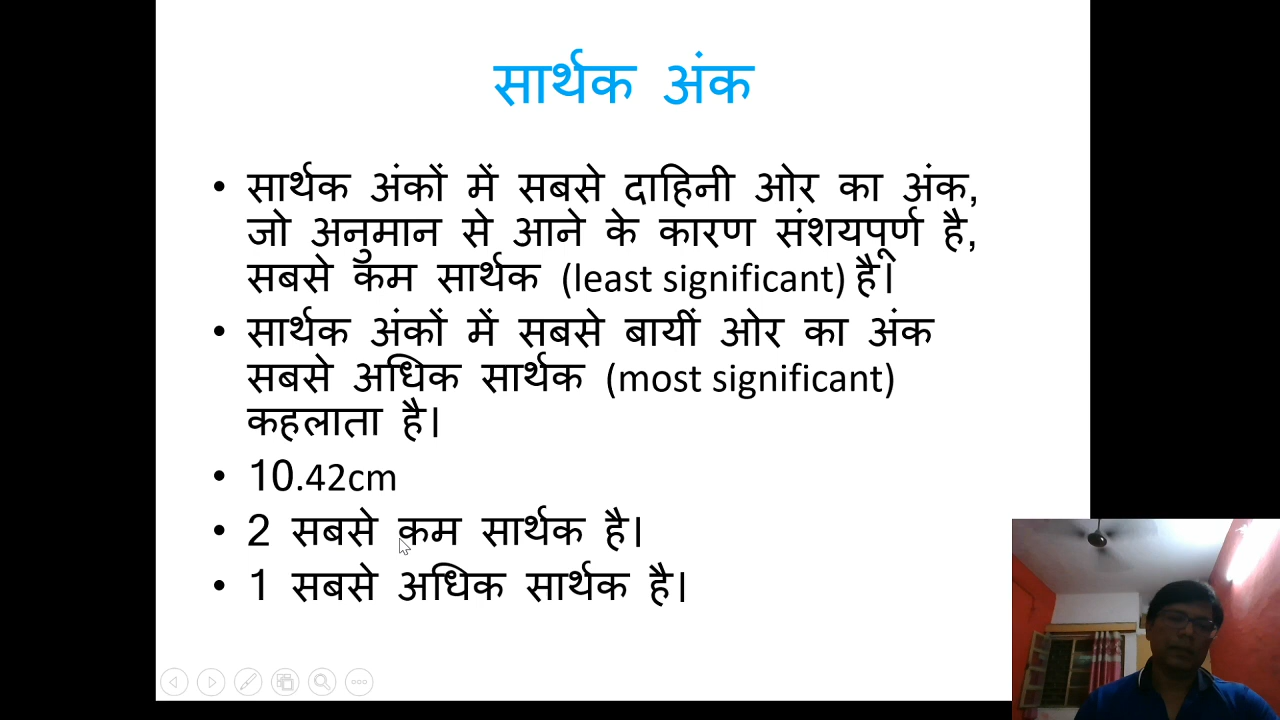 सार्थक अंक
• सार्थक अंकों में सबसे दाहिनी ओर का अंक,
जो अनुमान से आने के कारण संशयपूर्ण है,
सबसे कम सार्थक (least significant) है।
• सार्थक अंकों में सबसे बायीं ओर का अंक
सबसे अधिक सार्थक (most significant)
कहलाता है।
• 10.42cm
• 2 सबसे कम सार्थक है।
• 1 सबसे अधिक सार्थक है।